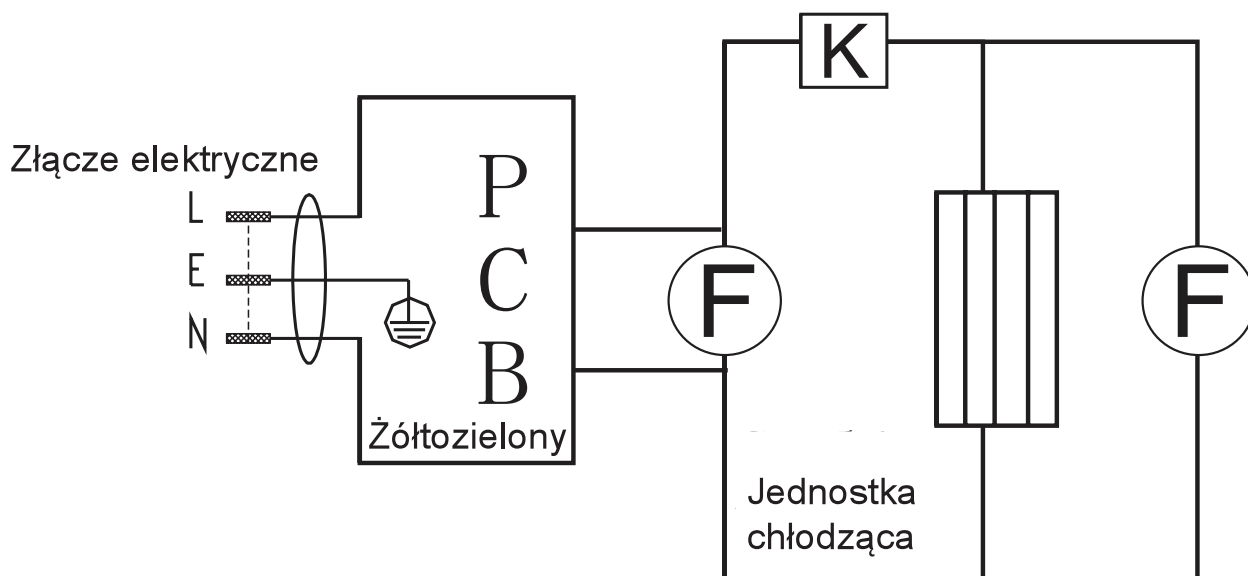 K
Złącze elektryczne
L
E
N
P
C
B
Żółtozielony
F
F
Jednostka
chłodząca